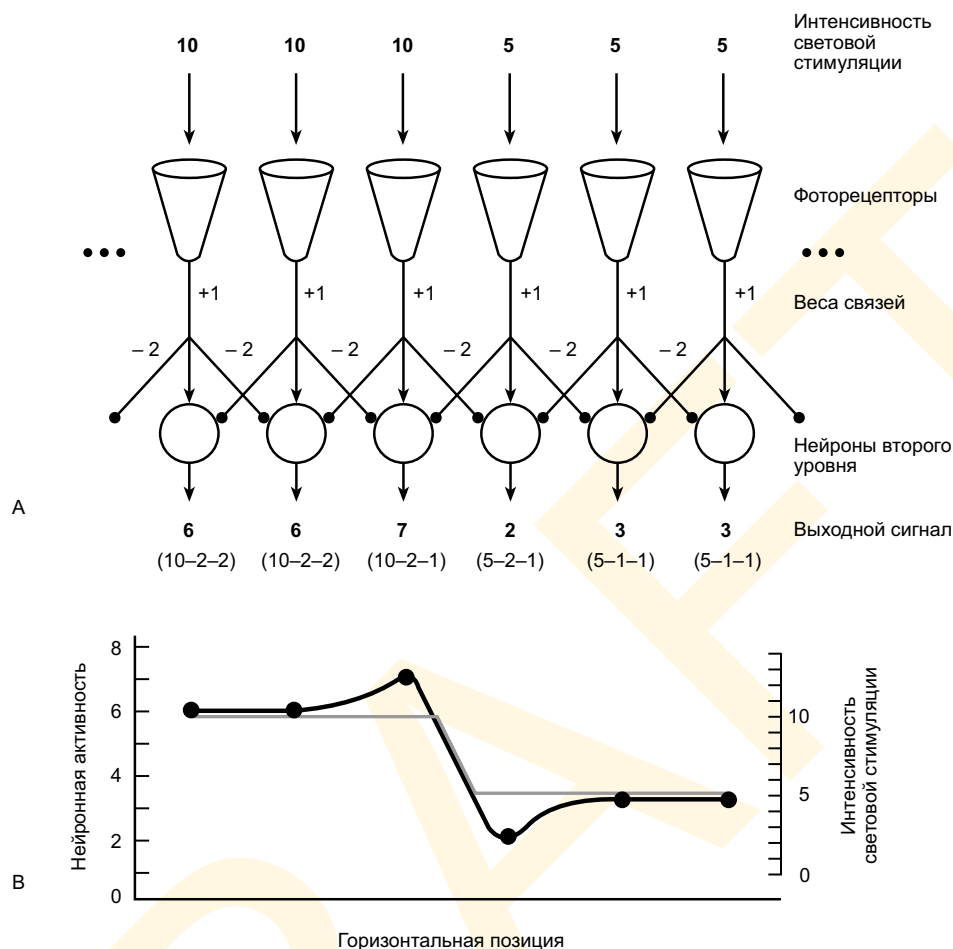 Интенсивность
световой
стимуляции
10 10 10 5 5 5
Фоторецепторы
+1 +1 +1 +1 +1 +1
Веса связей
– 2 – 2 – 2 – 2 – 2 – 2
Нейроны второго
уровня
A
6 6 7 2 3 3
Выходной сигнал
(10–2–2) (10–2–2) (10–2–1) (5–2–1) (5–1–1) (5–1–1)
Нейронная активность
8
6
4
2
0
10
5
0
Интенсивность
световой стимуляции
B
Горизонтальная позиция